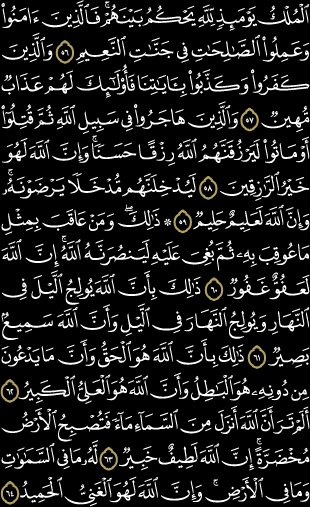 ٱلْمُلْكُ يَوْمَئِذٍ لِّلَّهِ يَحْكُمُ بَيْنَهُمْ ۚ فَٱلَّذِينَ ءَامَنُوا۟
وَعَمِلُوا۟ ٱلصَّٰلِحَٰتِ فِى جَنَّٰتِ ٱلنَّعِيمِ ٥٦ وَٱلَّذِينَ
كَفَرُوا۟ وَكَذَّبُوا۟ بِـَٔايَٰتِنَا فَأُو۟لَٰٓئِكَ لَهُمْ عَذَابٌ
مُّهِينٌ ٥٧ وَٱلَّذِينَ هَاجَرُوا۟ فِى سَبِيلِ ٱللَّهِ ثُمَّ قُتِلُوٓا۟
أَوْ مَاتُوا۟ لَيَرْزُقَنَّهُمُ ٱللَّهُ رِزْقًا حَسَنًا ۚ وَإِنَّ ٱللَّهَ لَهُوَ
خَيْرُ ٱلرَّٰزِقِينَ ٥٨ لَيُدْخِلَنَّهُم مُّدْخَلًا يَرْضَوْنَهُۥ ۗ
وَإِنَّ ٱللَّهَ لَعَلِيمٌ حَلِيمٌ ٥٩ ۞ ذَٰلِكَ ۖ وَمَنْ عَاقَبَ بِمِثْلِ
مَا عُوقِبَ بِهِۦ ثُمَّ بُغِىَ عَلَيْهِ لَيَنصُرَنَّهُ ٱللَّهُ ۗ إِنَّ ٱللَّهَ
لَعَفُوٌّ غَفُورٌ ٦٠ ذَٰلِكَ بِأَنَّ ٱللَّهَ يُولِجُ ٱلَّيْلَ فِى
ٱلنَّهَارِ وَيُولِجُ ٱلنَّهَارَ فِى ٱلَّيْلِ وَأَنَّ ٱللَّهَ سَمِيعٌۢ
بَصِيرٌ ٦١ ذَٰلِكَ بِأَنَّ ٱللَّهَ هُوَ ٱلْحَقُّ وَأَنَّ مَا يَدْعُونَ
مِن دُونِهِۦ هُوَ ٱلْبَٰطِلُ وَأَنَّ ٱللَّهَ هُوَ ٱلْعَلِىُّ ٱلْكَبِيرُ ٦٢
أَلَمْ تَرَ أَنَّ ٱللَّهَ أَنزَلَ مِنَ ٱلسَّمَآءِ مَآءً فَتُصْبِحُ ٱلْأَرْضُ
مُخْضَرَّةً ۗ إِنَّ ٱللَّهَ لَطِيفٌ خَبِيرٌ ٦٣ لَّهُۥ مَا فِى ٱلسَّمَٰوَٰتِ
وَمَا فِى ٱلْأَرْضِ ۗ وَإِنَّ ٱللَّهَ لَهُوَ ٱلْغَنِىُّ ٱلْحَمِيدُ ٦٤